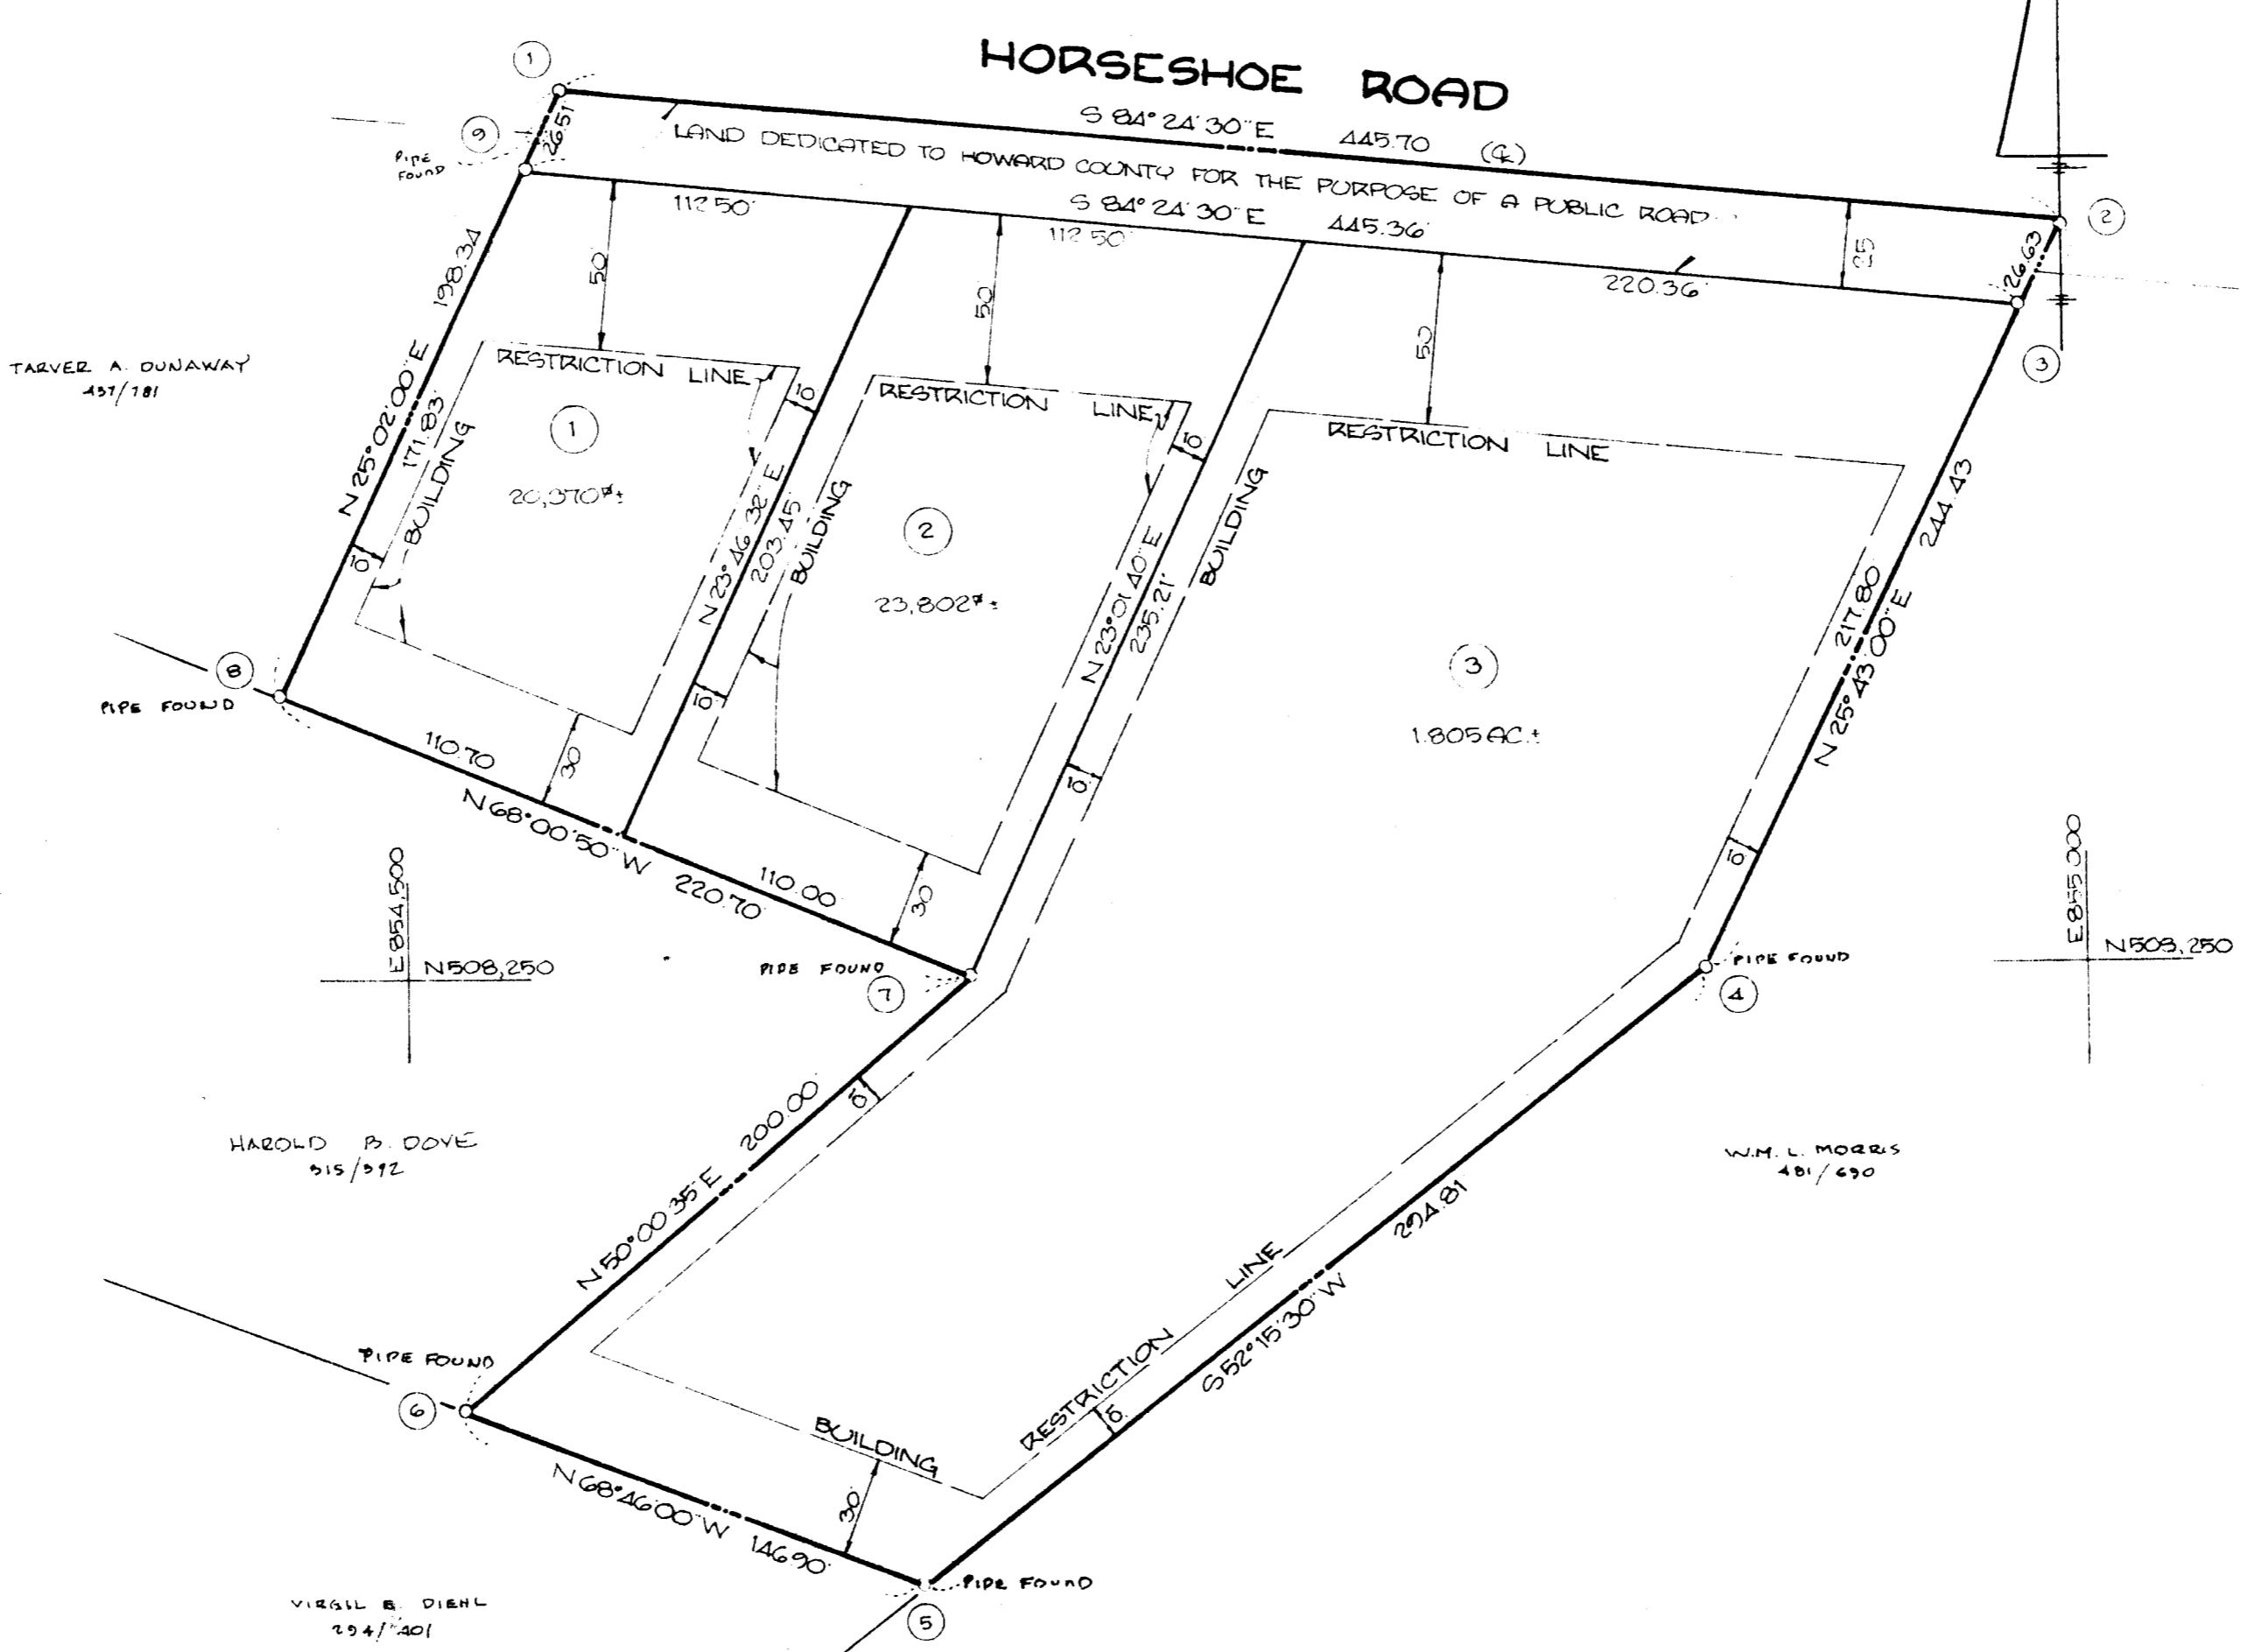 HORSESHOE ROAD
1
S 84° 24' 30" E 445.70 (℄)
LAND DEDICATED TO HOWARD COUNTY FOR THE PURPOSE OF A PUBLIC ROAD
S 84° 24' 30" E 445.36'
9
26.51
PIPE
FOUND
2
25
26.63
3
112.50'
112.50'
220.36'
50
50
50
198.34
N 25° 02' 00" E
171.83'
TARVER A. DUNAWAY
437/781
RESTRICTION LINE
BUILDING
1
20,370 ±
10
10
RESTRICTION LINE
BUILDING
2
23,802 ±
10
10
N 23° 46' 32" E
203.45'
N 23° 01' 40" E
235.21'
RESTRICTION LINE
BUILDING
3
1.805 AC.±
244.43
217.80
N 25° 43' 00" E
10
10
8
PIPE FOUND
110.70
30
N 68° 00' 50" W 220.70'
110.00'
30
E 854,500
N 508,250
PIPE FOUND
7
E 855,000
N 508,250
PIPE FOUND
4
HAROLD B. DOVE
315/392
N 50° 00' 35" E 200.00
10
W.M. L. MORRIS
481/690
S 52° 15' 30" W 294.81
RESTRICTION LINE
10
PIPE FOUND
6
BUILDING
30'
N 68° 46' 00" W 146.90'
PIPE FOUND
5
VIRGIL E. DIEHL